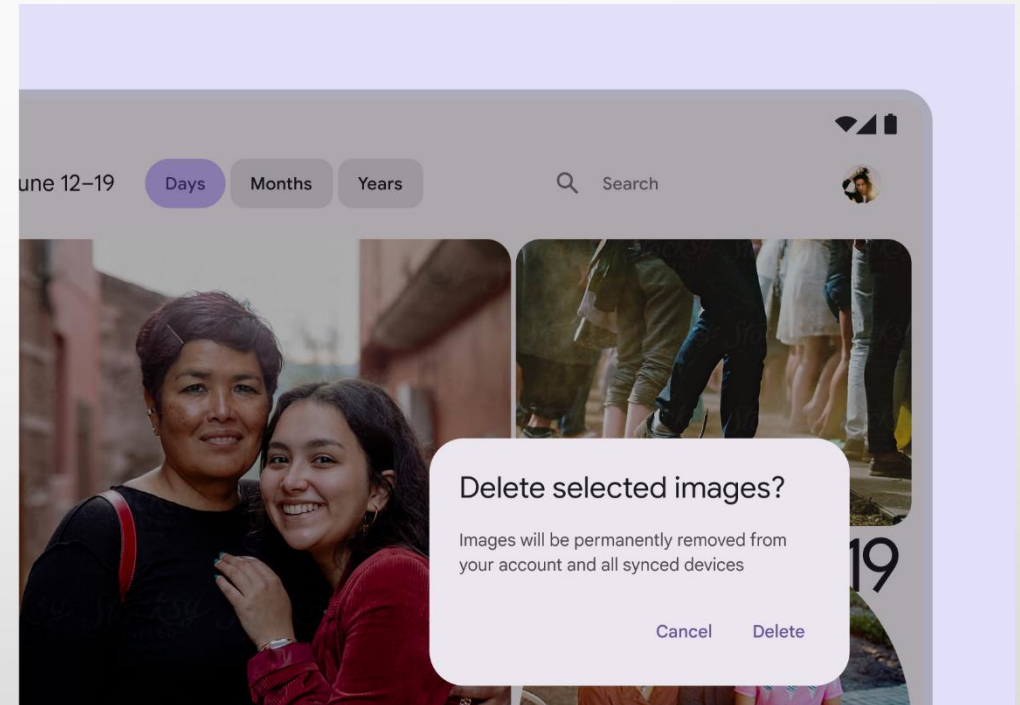 une 12–19
Days
Months
Years
Search
Delete selected images?
Images will be permanently removed from
your account and all synced devices
19
Cancel
Delete